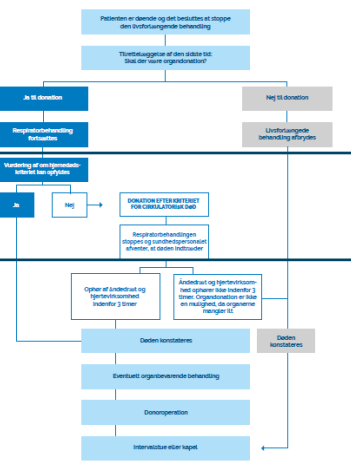 Patienten er døende og det besluttes at stoppe
den livsforlængende behandling
Tilrettelæggelse af den sidste tid:
Skal der være organdonation?
Ja til donation
Nej til donation
Respiratorbehandling
fortsættes
Livsforlængede
behandling afbrydes
Vurdering af om hjernedøds-
kriteriet kan opfyldes
Ja
Nej
DONATION EFTER KRITERIET
FOR CIRKULATORISK DØD
Respiratorbehandlingen
stoppes og sundhedspersonalet
afventer, at døden indtræder
Ophør af åndedræt og
hjertevirksomhed
indenfor 3 timer
Åndedræt og hjertevirksom-
hed ophører ikke indenfor 3
timer. Organdonation er ikke
en mulighed, da organerne
mangler ilt
Døden konstateres
Døden
konstateres
Eventuelt organbevarende behandling
Donoroperation
Intensivstue eller kapel